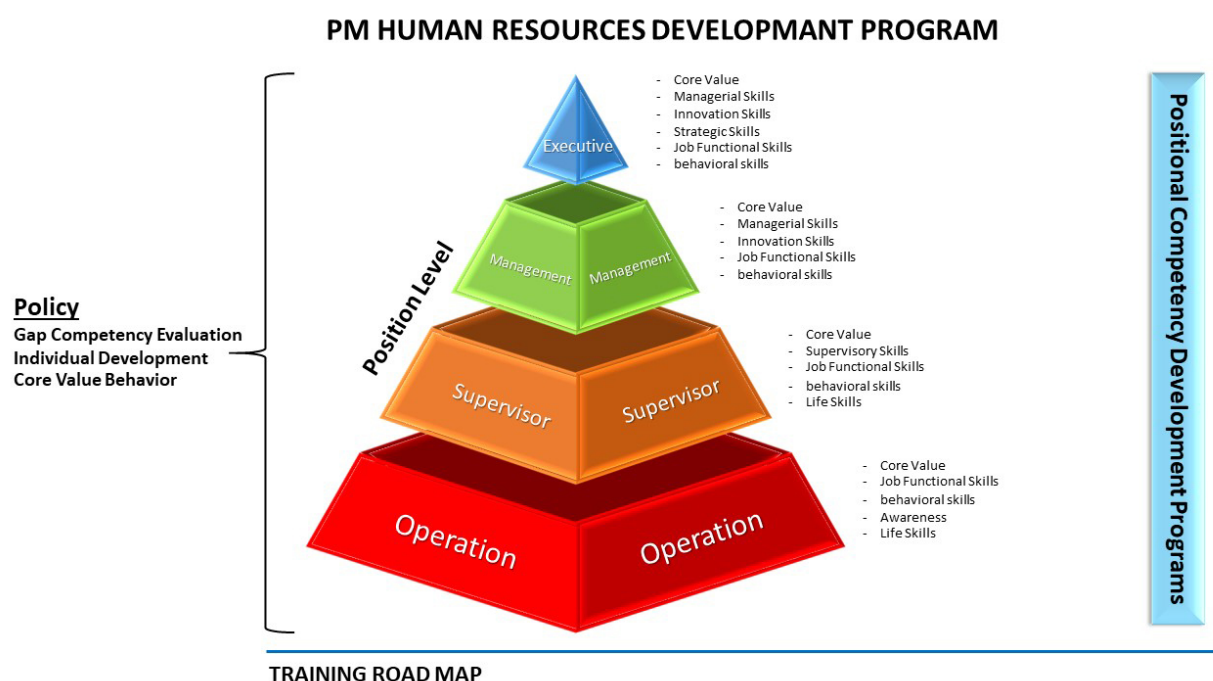 PM HUMAN RESOURCES DEVELOPMANT PROGRAM
Policy
Gap Competency Evaluation
Individual Development
Core Value Behavior
Position Level
Executive
- Core Value
- Managerial Skills
- Innovation Skills
- Strategic Skills
- Job Functional Skills
- behavioral skills
Management
Management
- Core Value
- Managerial Skills
- Innovation Skills
- Job Functional Skills
- behavioral skills
Supervisor
Supervisor
- Core Value
- Supervisory Skills
- Job Functional Skills
- behavioral skills
- Life Skills
Operation
Operation
- Core Value
- Job Functional Skills
- behavioral skills
- Awareness
- Life Skills
Positional Competency Development Programs
TRAINING ROAD MAP